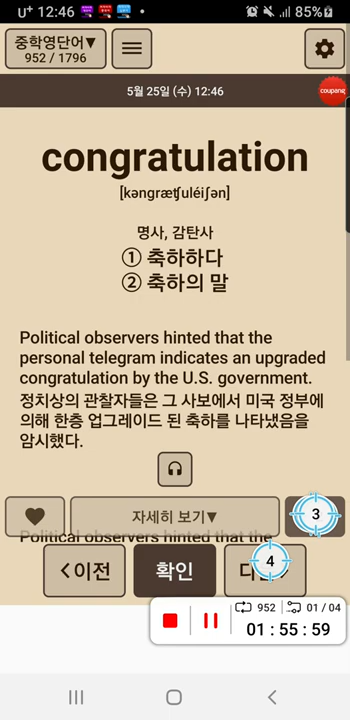 U+ 12:46 85%
중학영단어▼
952 / 1796
5월 25일 (수) 12:46
coupang
congratulation
[kəngræʧuléiʃən]
명사, 감탄사
① 축하하다
② 축하의 말
Political observers hinted that the
personal telegram indicates an upgraded
congratulation by the U.S. government.
정치상의 관찰자들은 그 사보에서 미국 정부에
의해 한층 업그레이드 된 축하를 나타냈음을
암시했다.
자세히 보기▼
3
Political observers hinted that the
<이전
확인
4
952 01 / 04
01 : 55 : 59